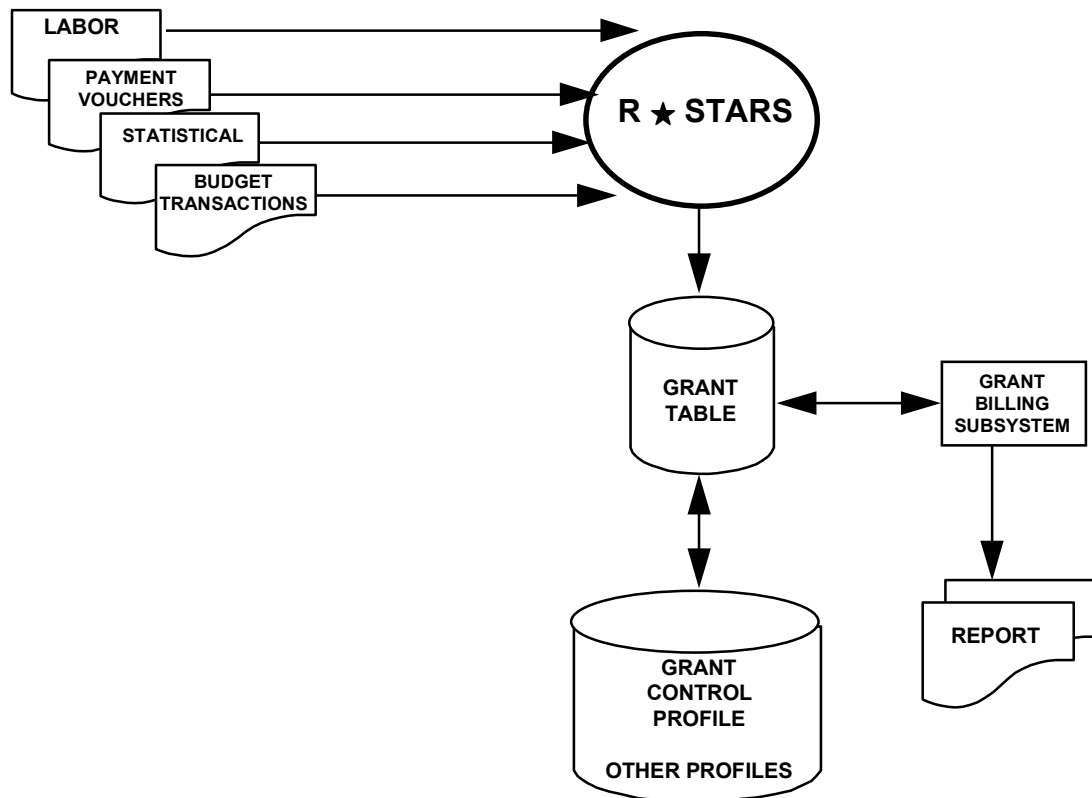 LABOR
PAYMENT
VOUCHERS
STATISTICAL
BUDGET
TRANSACTIONS
R ★ STARS
GRANT
TABLE
GRANT
BILLING
SUBSYSTEM
REPORT
GRANT
CONTROL
PROFILE
OTHER PROFILES